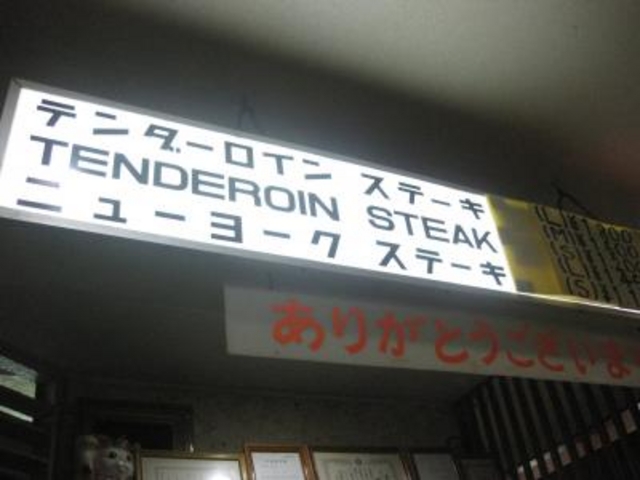 テンダーロイン ステーキ
TENDEROIN STEAK
ニューヨーク ステーキ
(L)
(M)
(S)
ありがとうございま